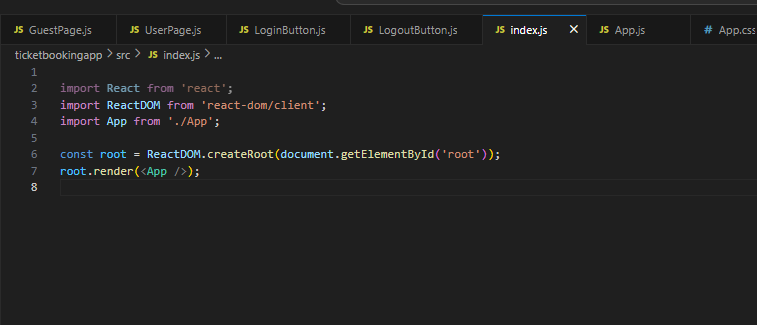 JS GuestPage.js JS UserPage.js JS LoginButton.js JS LogoutButton.js JS index.js × JS App.js # App.css
ticketbookingapp > src > JS index.js > ...
1
2 import React from 'react';
3 import ReactDOM from 'react-dom/client';
4 import App from './App';
5
6 const root = ReactDOM.createRoot(document.getElementById('root'));
7 root.render(<App />);
8